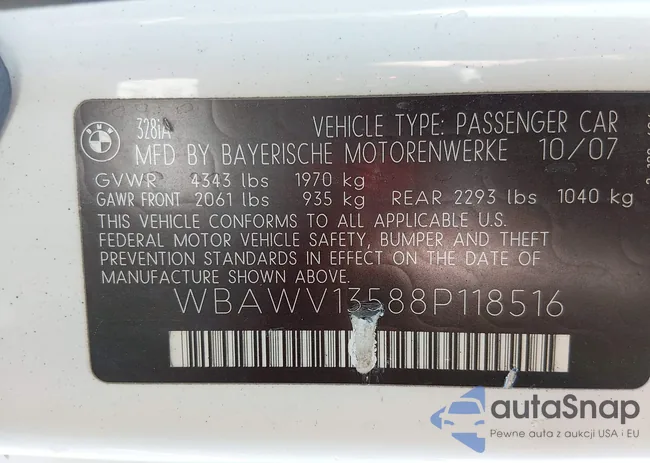 BMW
328iA VEHICLE TYPE: PASSENGER CAR
MFD BY BAYERISCHE MOTORENWERKE 10/07
GVWR 4343 lbs 1970 kg
GAWR FRONT 2061 lbs 935 kg REAR 2293 lbs 1040 kg
THIS VEHICLE CONFORMS TO ALL APPLICABLE U.S.
FEDERAL MOTOR VEHICLE SAFETY, BUMPER AND THEFT
PREVENTION STANDARDS IN EFFECT ON THE DATE OF
MANUFACTURE SHOWN ABOVE.
WBAWV13588P118516
autaSnap
Pewne auta z aukcji USA i EU